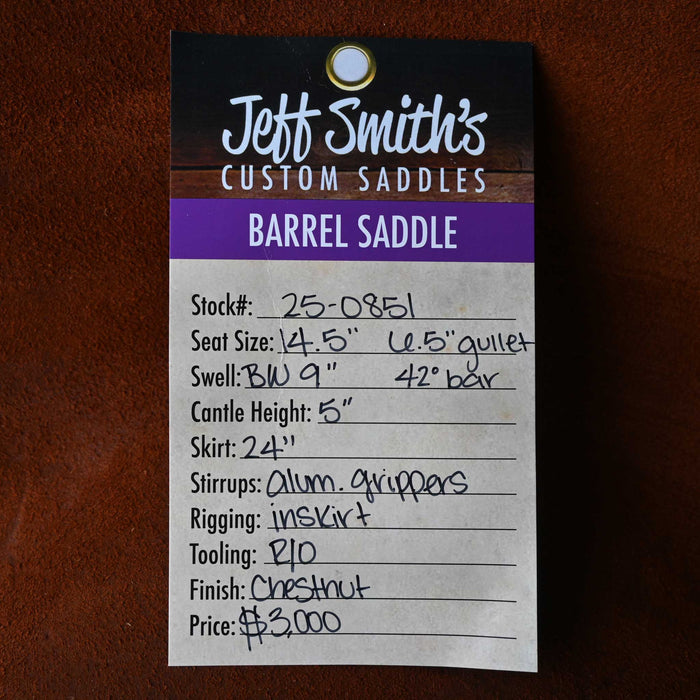 Jeff Smith's
CUSTOM SADDLES
BARREL SADDLE
Stock#: 25-0851
Seat Size: 14.5" 6.5" gullet
Swell: BW 9" 42° bar
Cantle Height: 5"
Skirt: 24"
Stirrups: alum. grippers
Rigging: inskirt
Tooling: R/O
Finish: Chestnut
Price: $3,000